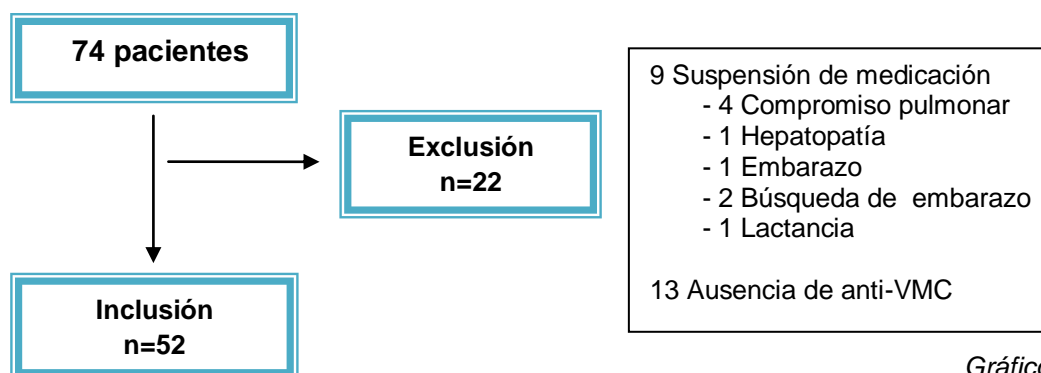 74 pacientes
Exclusión
n=22
Inclusión
n=52
9 Suspensión de medicación
- 4 Compromiso pulmonar
- 1 Hepatopatía
- 1 Embarazo
- 2 Búsqueda de embarazo
- 1 Lactancia
13 Ausencia de anti-VMC
Gráfico